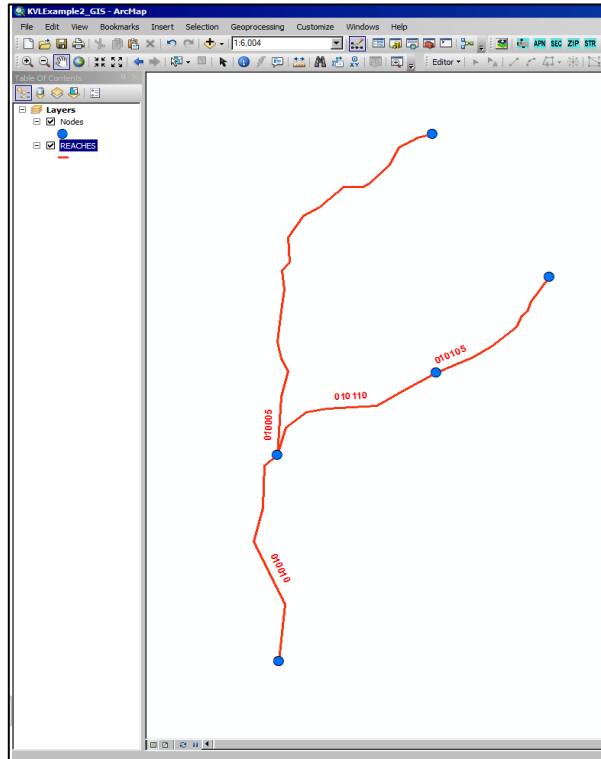 KVLExample2_GIS - ArcMap
File Edit View Bookmarks Insert Selection Geoprocessing Customize Windows Help
1:6,004 APN SEC ZIP STR
Editor
Table Of Contents
Layers
Nodes
REACHES
010105
010110
010005
010010